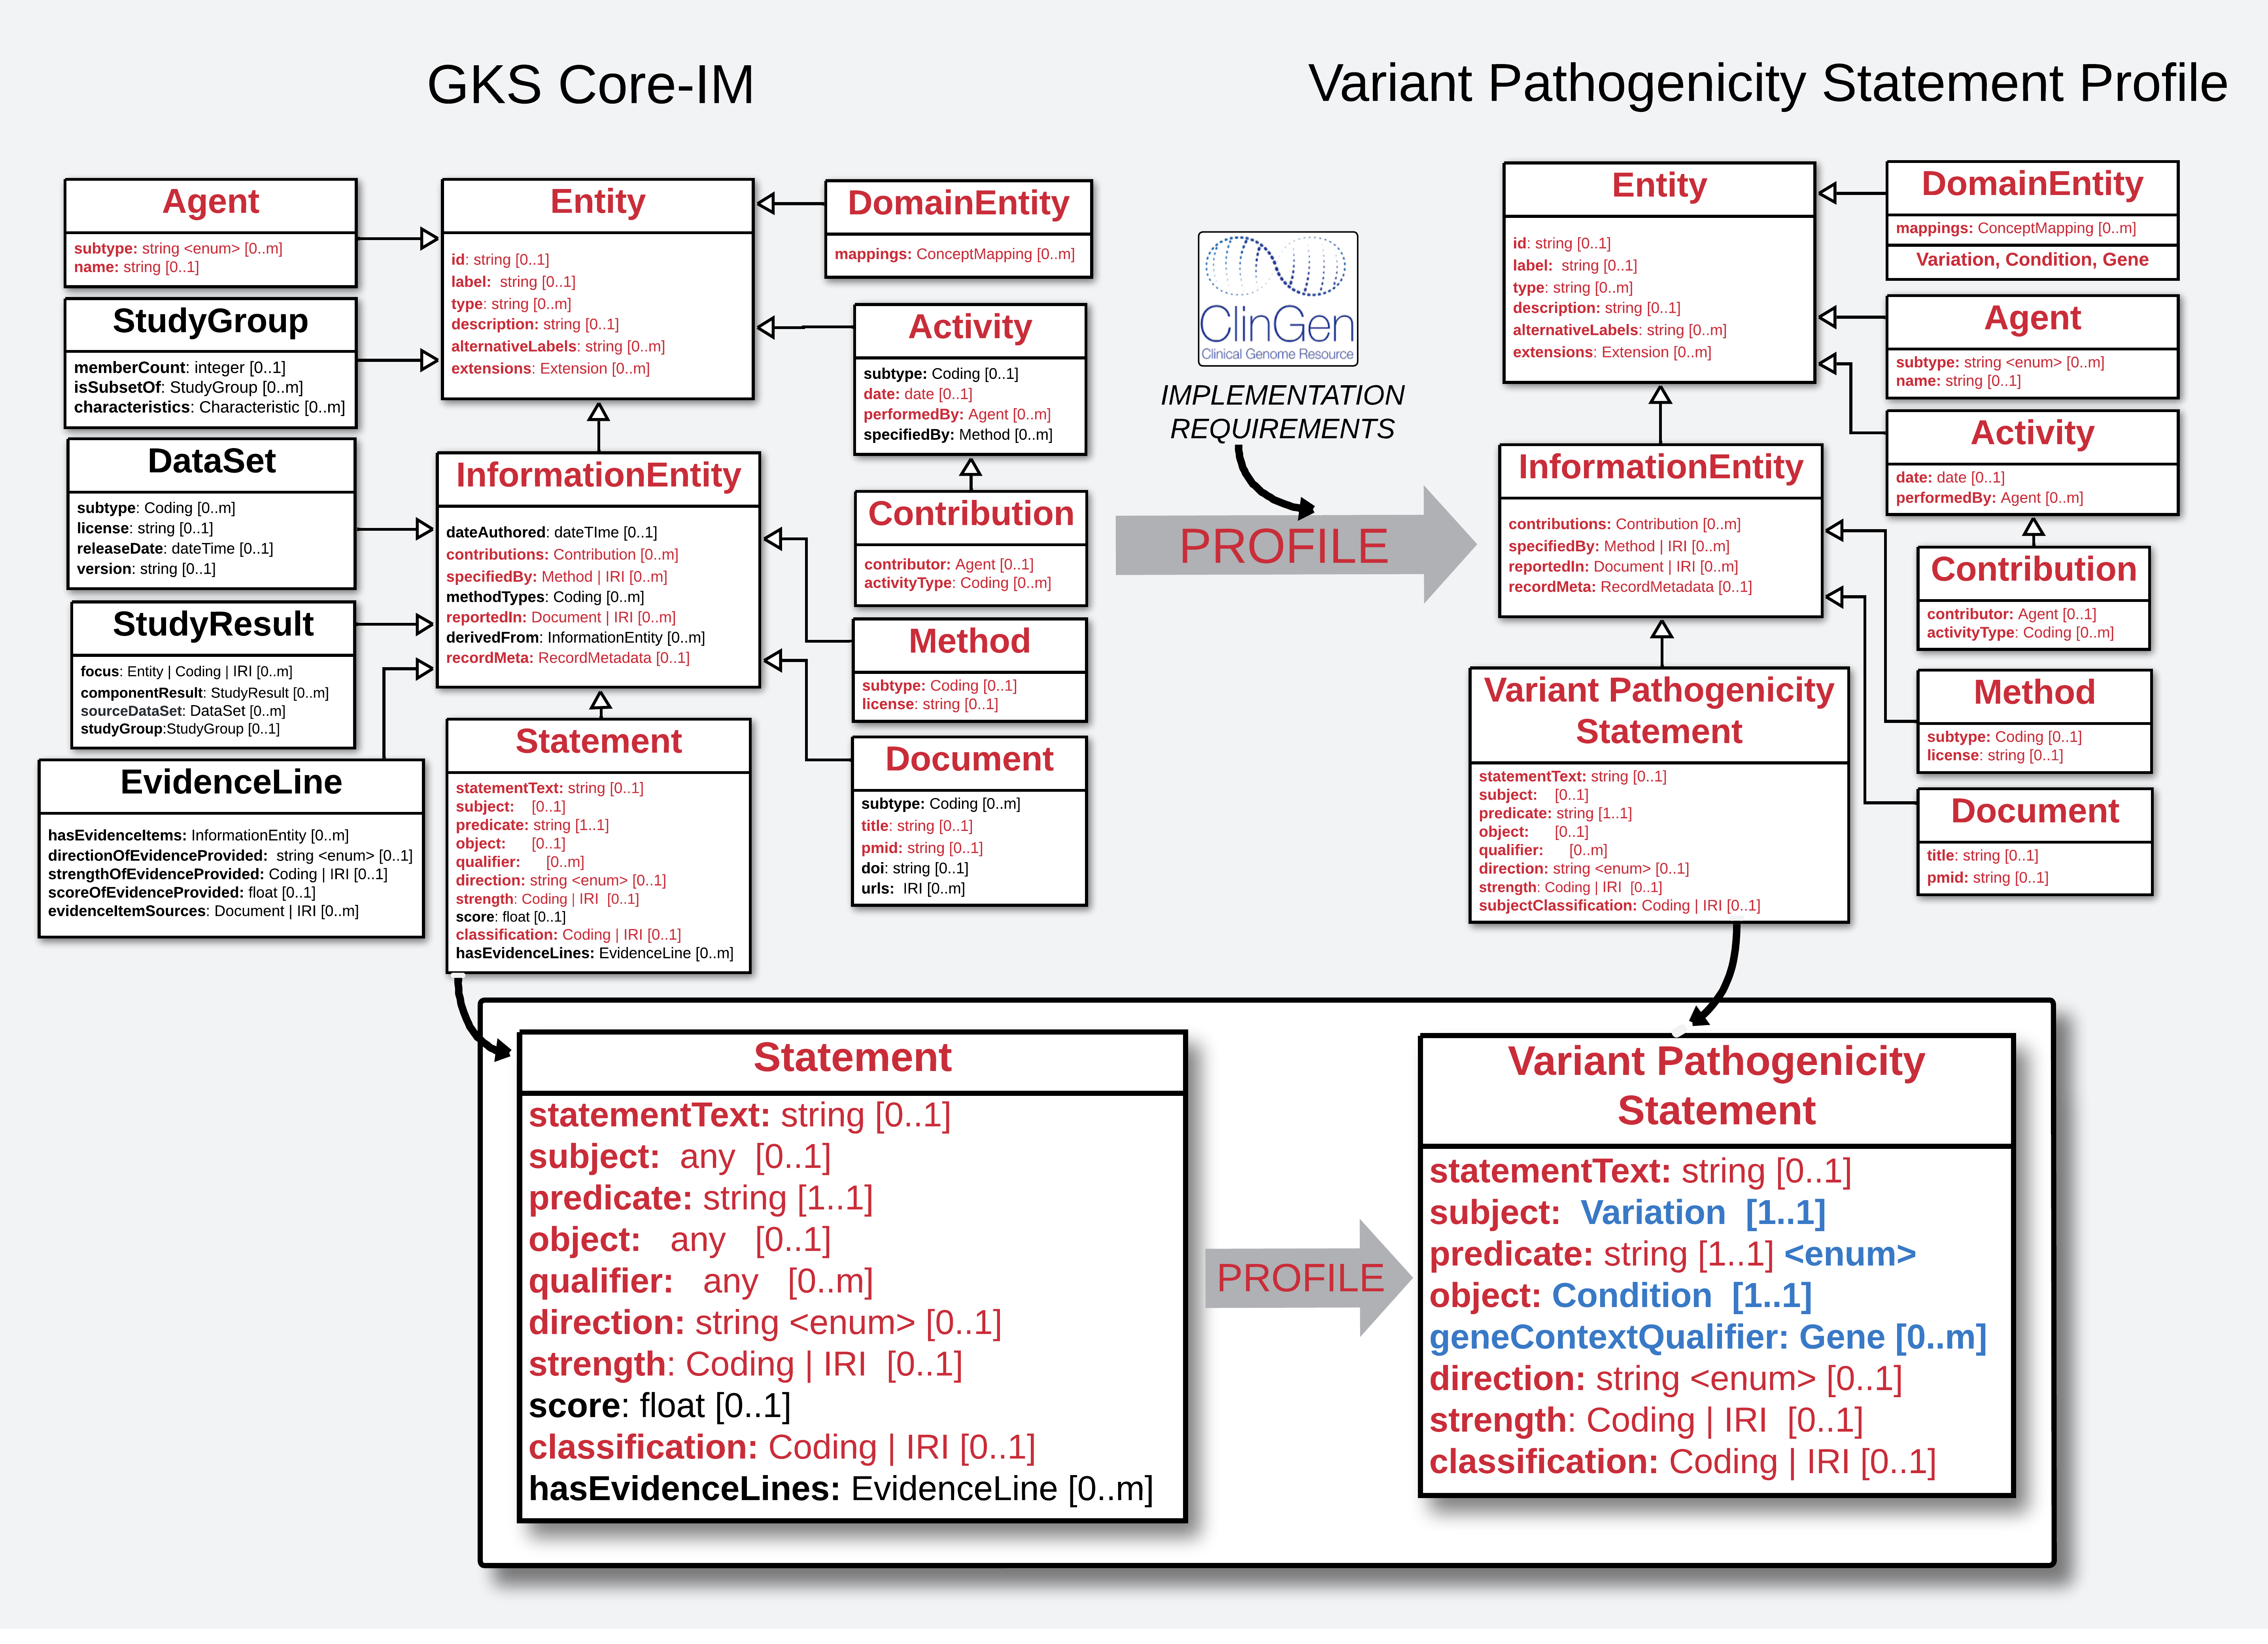 GKS Core-IM
Variant Pathogenicity Statement Profile
Agent
subtype: string <enum> [0..m]
name: string [0..1]
StudyGroup
memberCount: integer [0..1]
isSubsetOf: StudyGroup [0..m]
characteristics: Characteristic [0..m]
DataSet
subtype: Coding [0..m]
license: string [0..1]
releaseDate: dateTime [0..1]
version: string [0..1]
StudyResult
focus: Entity | Coding | IRI [0..m]
componentResult: StudyResult [0..m]
sourceDataSet: DataSet [0..m]
studyGroup:StudyGroup [0..1]
EvidenceLine
hasEvidenceItems: InformationEntity [0..m]
directionOfEvidenceProvided: string <enum> [0..1]
strengthOfEvidenceProvided: Coding | IRI [0..1]
scoreOfEvidenceProvided: float [0..1]
evidenceItemSources: Document | IRI [0..m]
Entity
id: string [0..1]
label: string [0..1]
type: string [0..m]
description: string [0..1]
alternativeLabels: string [0..m]
extensions: Extension [0..m]
InformationEntity
dateAuthored: dateTIme [0..1]
contributions: Contribution [0..m]
specifiedBy: Method | IRI [0..m]
methodTypes: Coding [0..m]
reportedIn: Document | IRI [0..m]
derivedFrom: InformationEntity [0..m]
recordMeta: RecordMetadata [0..1]
Statement
statementText: string [0..1]
subject: [0..1]
predicate: string [1..1]
object: [0..1]
qualifier: [0..m]
direction: string <enum> [0..1]
strength: Coding | IRI [0..1]
score: float [0..1]
classification: Coding | IRI [0..1]
hasEvidenceLines: EvidenceLine [0..m]
DomainEntity
mappings: ConceptMapping [0..m]
Activity
subtype: Coding [0..1]
date: date [0..1]
performedBy: Agent [0..m]
specifiedBy: Method [0..m]
Contribution
contributor: Agent [0..1]
activityType: Coding [0..m]
Method
subtype: Coding [0..1]
license: string [0..1]
Document
subtype: Coding [0..m]
title: string [0..1]
pmid: string [0..1]
doi: string [0..1]
urls: IRI [0..m]
ClinGen
Clinical Genome Resource
IMPLEMENTATION
REQUIREMENTS
PROFILE
Entity
id: string [0..1]
label: string [0..1]
type: string [0..m]
description: string [0..1]
alternativeLabels: string [0..m]
extensions: Extension [0..m]
InformationEntity
contributions: Contribution [0..m]
specifiedBy: Method | IRI [0..m]
reportedIn: Document | IRI [0..m]
recordMeta: RecordMetadata [0..1]
Variant Pathogenicity
Statement
statementText: string [0..1]
subject: [0..1]
predicate: string [1..1]
object: [0..1]
qualifier: [0..m]
direction: string <enum> [0..1]
strength: Coding | IRI [0..1]
subjectClassification: Coding | IRI [0..1]
DomainEntity
mappings: ConceptMapping [0..m]
Variation, Condition, Gene
Agent
subtype: string <enum> [0..m]
name: string [0..1]
Activity
date: date [0..1]
performedBy: Agent [0..m]
Contribution
contributor: Agent [0..1]
activityType: Coding [0..m]
Method
subtype: Coding [0..1]
license: string [0..1]
Document
title: string [0..1]
pmid: string [0..1]
Statement
statementText: string [0..1]
subject: any [0..1]
predicate: string [1..1]
object: any [0..1]
qualifier: any [0..m]
direction: string <enum> [0..1]
strength: Coding | IRI [0..1]
score: float [0..1]
classification: Coding | IRI [0..1]
hasEvidenceLines: EvidenceLine [0..m]
PROFILE
Variant Pathogenicity
Statement
statementText: string [0..1]
subject: Variation [1..1]
predicate: string [1..1] <enum>
object: Condition [1..1]
geneContextQualifier: Gene [0..m]
direction: string <enum> [0..1]
strength: Coding | IRI [0..1]
classification: Coding | IRI [0..1]